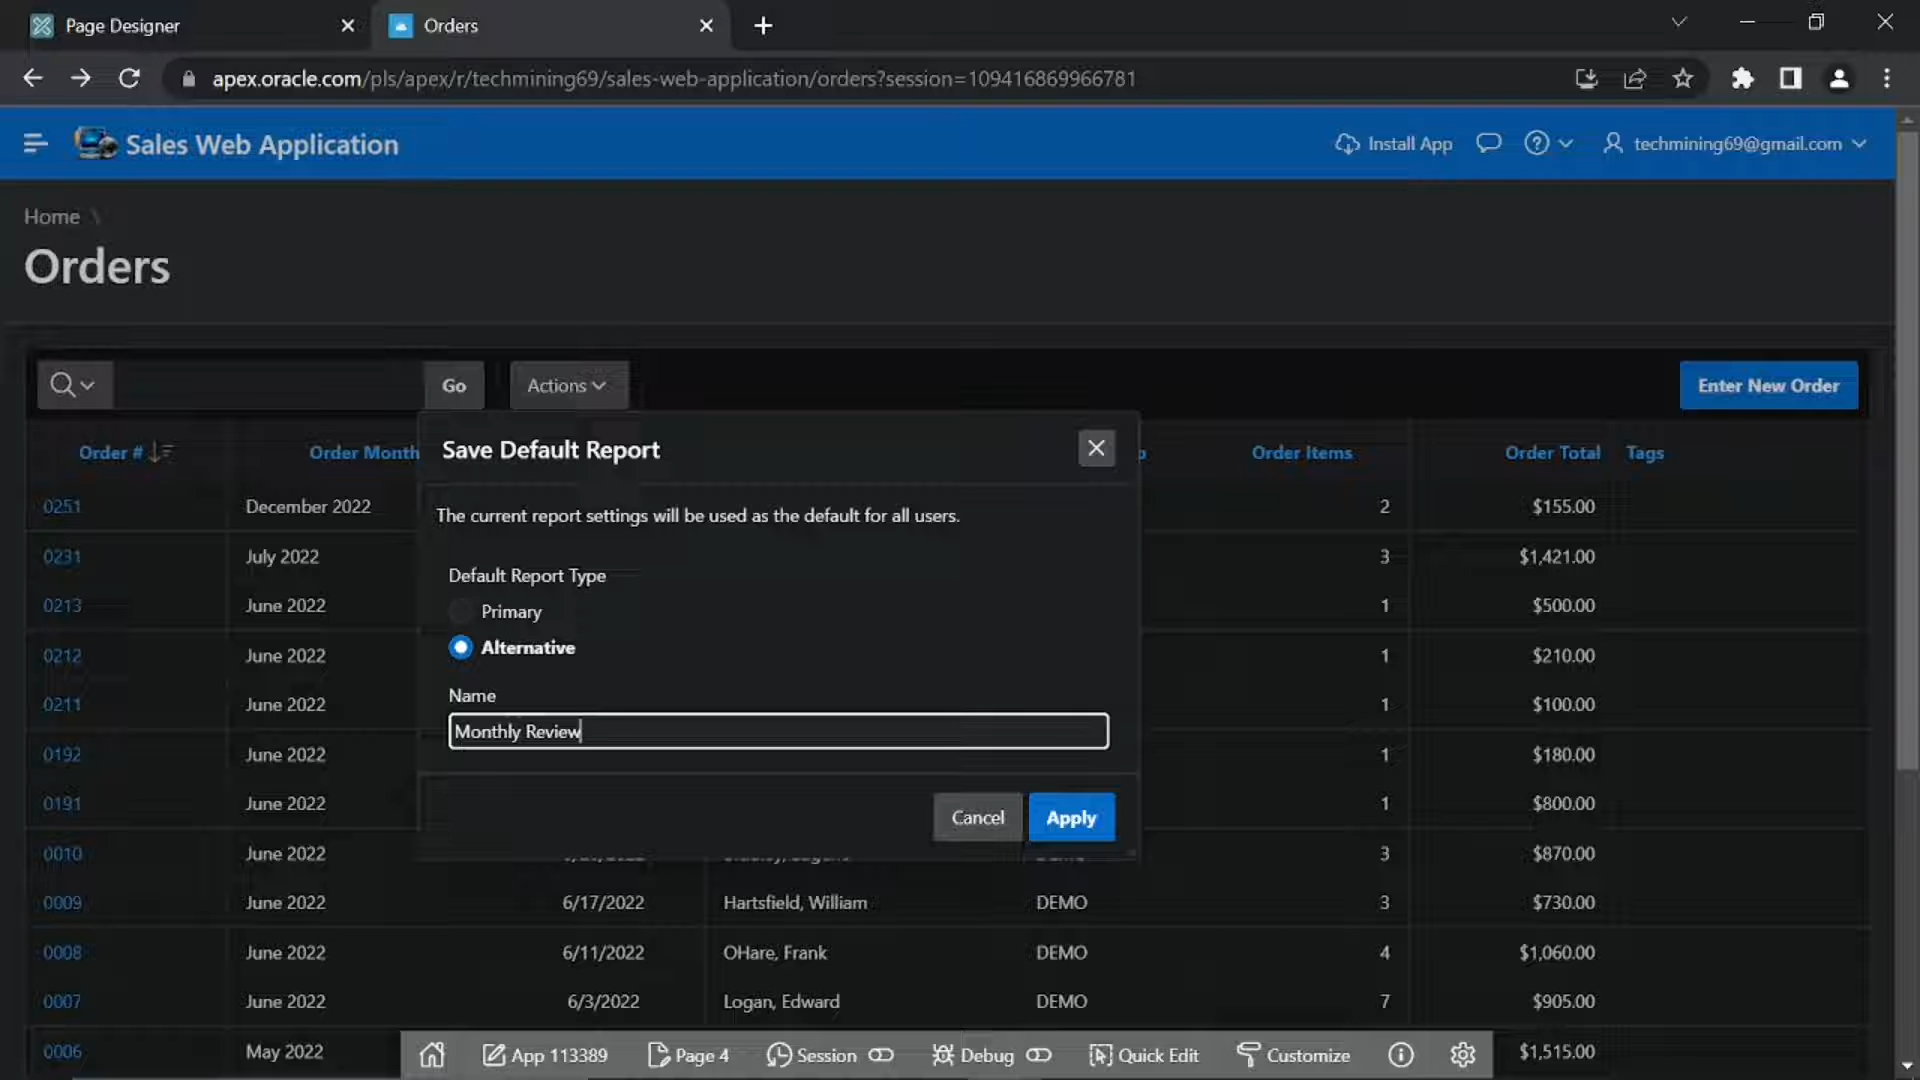 Page Designer
Orders
apex.oracle.com/pls/apex/r/techmining69/sales-web-application/orders?session=109416869966781
Sales Web Application
Install App
techmining69@gmail.com
Home \
Orders
Go
Actions
Enter New Order
Order #
Order Month
Order Items
Order Total
Tags
Save Default Report
The current report settings will be used as the default for all users.
Default Report Type
Primary
Alternative
Name
Monthly Review
Cancel
Apply
0251 December 2022 2 $155.00
0231 July 2022 3 $1,421.00
0213 June 2022 1 $500.00
0212 June 2022 1 $210.00
0211 June 2022 1 $100.00
0192 June 2022 1 $180.00
0191 June 2022 1 $800.00
0010 June 2022 3 $870.00
0009 June 2022 6/17/2022 Hartsfield, William DEMO 3 $730.00
0008 June 2022 6/11/2022 OHare, Frank DEMO 4 $1,060.00
0007 June 2022 6/3/2022 Logan, Edward DEMO 7 $905.00
0006 May 2022 $1,515.00
App 113389
Page 4
Session
Debug
Quick Edit
Customize